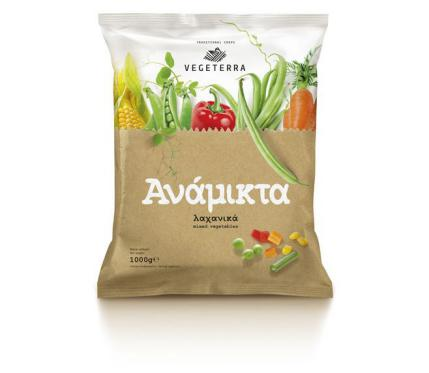 TRADITIONAL CROPS
VEGETERRA
Ανάμικτα
λαχανικά
mixed vegetables
1000g℮